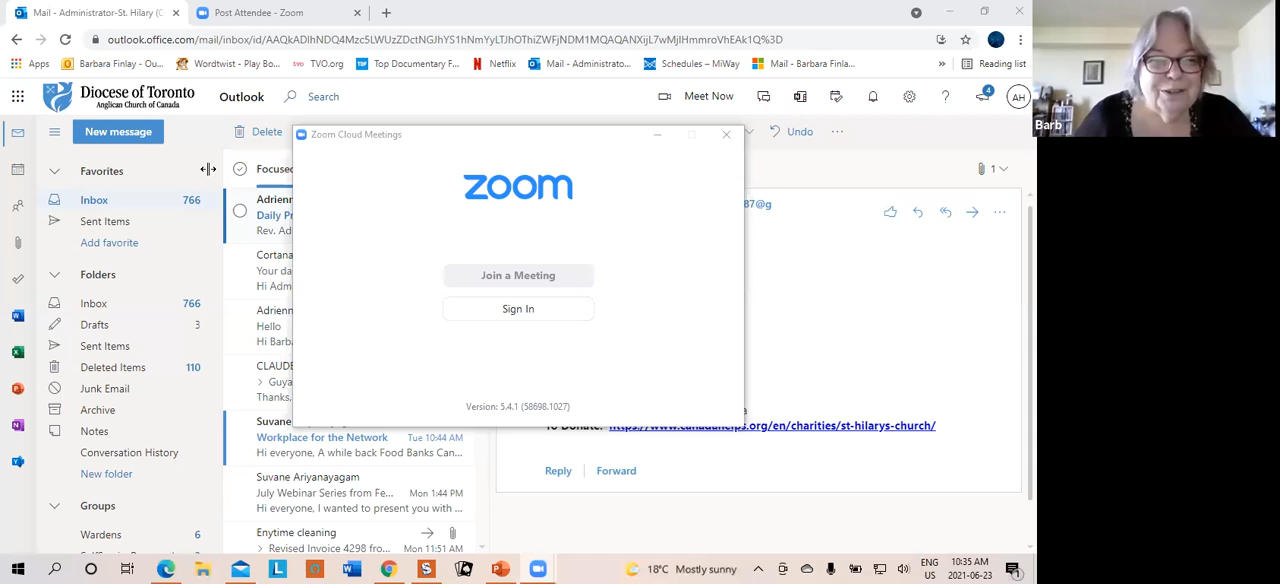 Mail - Administrator-St. Hilary (C
Post Attendee - Zoom
outlook.office.com/mail/inbox/id/AAQkADlhNDQ4Mzc5LWUzZDctNGJhYS1hNmYyLTJhOThiZWFjNDM1MQAQANXijL7wMjlHmmroVhEAk1Q%3D
Apps
Barbara Finlay - Ou...
Wordtwist - Play Bo...
TVO.org
Top Documentary F...
Netflix
Mail - Administrato...
Schedules – MiWay
Mail - Barbara Finla...
»
Reading list
Diocese of Toronto
Anglican Church of Canada
Outlook
Search
Meet Now
4
AH
Barb
New message
Delete
Zoom Cloud Meetings
Undo
Favorites
Focused
1
Inbox 766
Sent Items
Add favorite
Adrienn
Daily Pr
Rev. Ad
87@g
zoom
Folders
Inbox 766
Drafts 3
Sent Items
Deleted Items 110
Junk Email
Archive
Notes
Conversation History
New folder
Groups
Wardens 6
Cortana
Your da
Hi Adm
Adrienn
Hello
Hi Barba
CLAUDE
> Guya
Thanks,
Join a Meeting
Sign In
Version: 5.4.1 (58698.1027)
Suvane
Workplace for the Network Tue 10:44 AM
Hi everyone, A while back Food Banks Can...
Suvane Ariyanayagam
July Webinar Series from Fe... Mon 1:44 PM
Hi everyone, I wanted to present you with ...
Enytime cleaning
> Revised Invoice 4298 fro... Mon 11:51 AM
To Donate: https://www.canadahelps.org/en/charities/st-hilarys-church/
Reply
Forward
18°C Mostly sunny
ENG
US
10:35 AM
2021-06-23